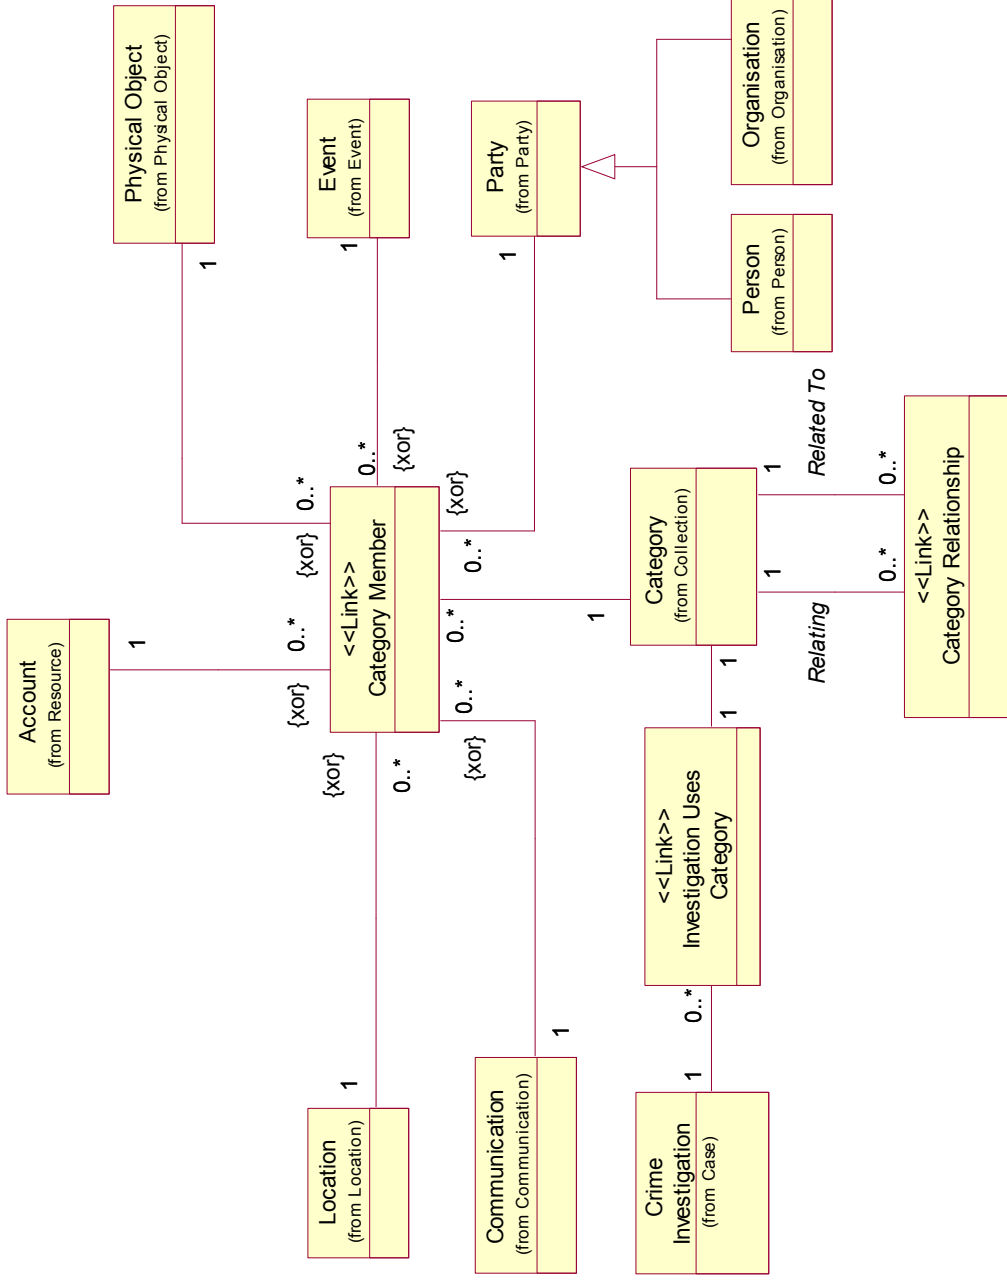 Account
(from Resource)
Physical Object
(from Physical Object)
1
1
{xor}
0..*
{xor}
0..*
Location
(from Location)
Event
(from Event)
1
{xor}
0..*
<<Link>>
Category Member
0..*
{xor}
1
Communication
(from Communication)
1
{xor}
0..*
0..*
0..*
{xor}
1
Party
(from Party)
1
Crime
Investigation
(from Case)
1
0..*
<<Link>>
Investigation Uses
Category
1
1
Category
(from Collection)
Relating
1
1
Related To
0..*
0..*
Person
(from Person)
Organisation
(from Organisation)
<<Link>>
Category Relationship